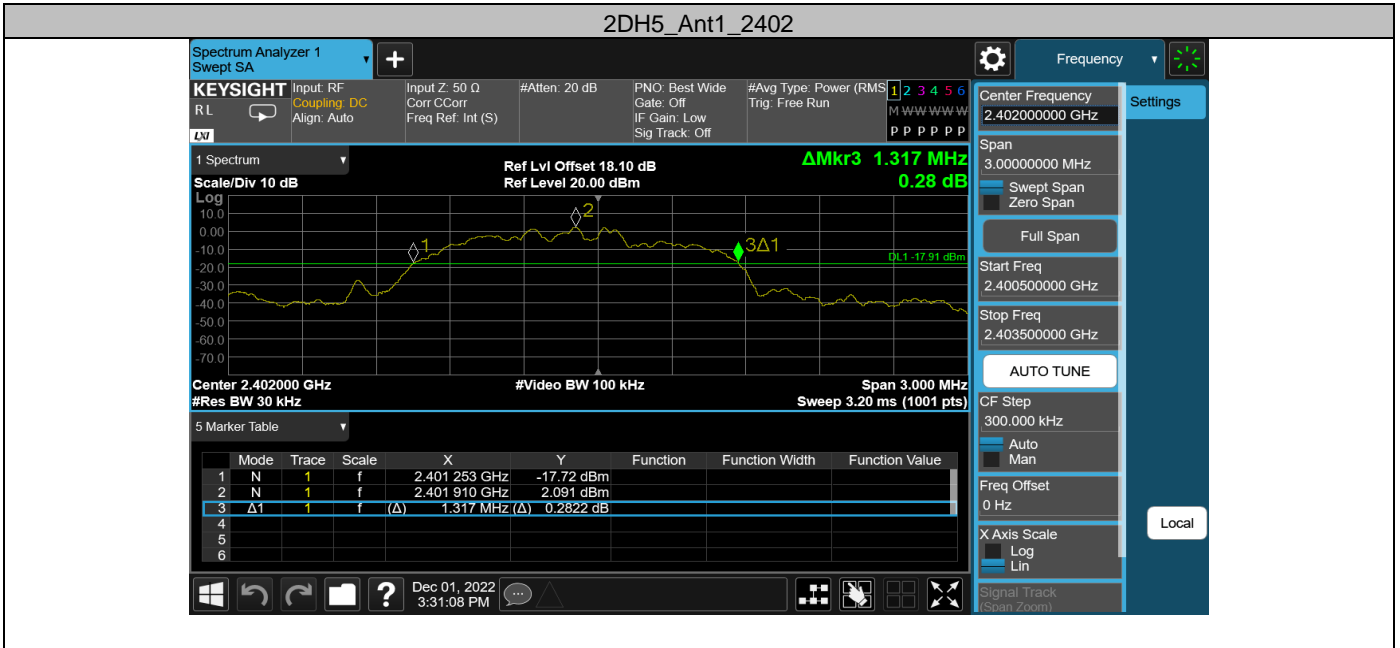 2DH5_Ant1_2402
Spectrum Analyzer 1
Swept SA
+
Frequency
KEYSIGHT
RL
LXI
Input: RF
Coupling: DC
Align: Auto
Input Z: 50 Ω
Corr CCorr
Freq Ref: Int (S)
#Atten: 20 dB
PNO: Best Wide
Gate: Off
IF Gain: Low
Sig Track: Off
#Avg Type: Power (RMS
Trig: Free Run
1 2 3 4 5 6
M W W W W W
P P P P P P
1 Spectrum
Scale/Div 10 dB
Ref Lvl Offset 18.10 dB
Ref Level 20.00 dBm
ΔMkr3 1.317 MHz
0.28 dB
Log
10.0
0.00
-10.0
-20.0
-30.0
-40.0
-50.0
-60.0
-70.0
1
2
3Δ1
DL1 -17.91 dBm
Center 2.402000 GHz
#Video BW 100 kHz
Span 3.000 MHz
#Res BW 30 kHz
Sweep 3.20 ms (1001 pts)
5 Marker Table
Mode Trace Scale X Y Function Function Width Function Value
1 N 1 f 2.401 253 GHz -17.72 dBm
2 N 1 f 2.401 910 GHz 2.091 dBm
3 Δ1 1 f (Δ) 1.317 MHz (Δ) 0.2822 dB
4
5
6
?
Dec 01, 2022
3:31:08 PM
Center Frequency
2.402000000 GHz
Settings
Span
3.00000000 MHz
Swept Span
Zero Span
Full Span
Start Freq
2.400500000 GHz
Stop Freq
2.403500000 GHz
AUTO TUNE
CF Step
300.000 kHz
Auto
Man
Freq Offset
0 Hz
Local
X Axis Scale
Log
Lin
Signal Track
(Span Zoom)